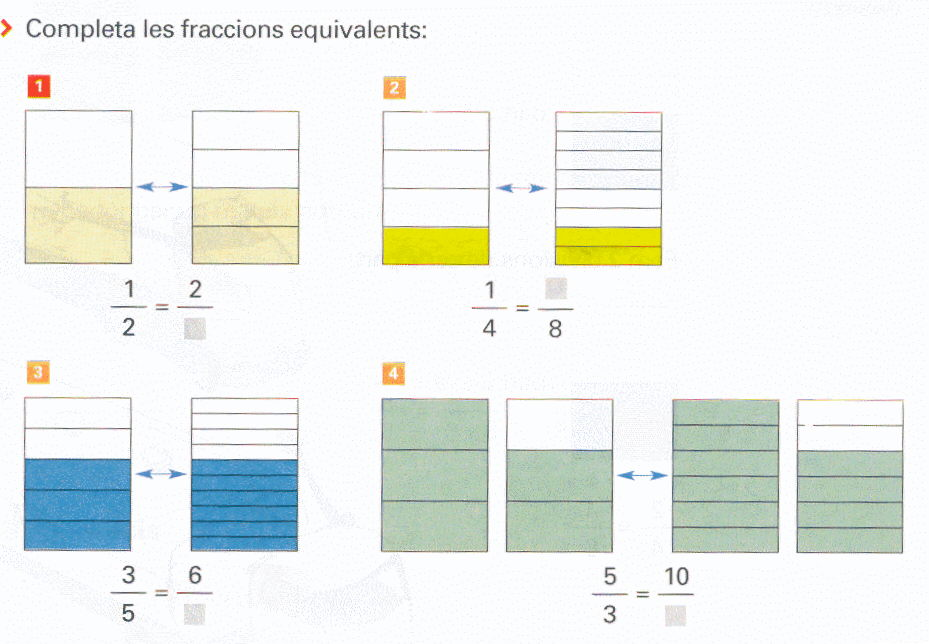 Completa les fraccions equivalents:
1
2
1/2 = 2/
1/4 = /8
3
4
3/5 = 6/
5/3 = 10/